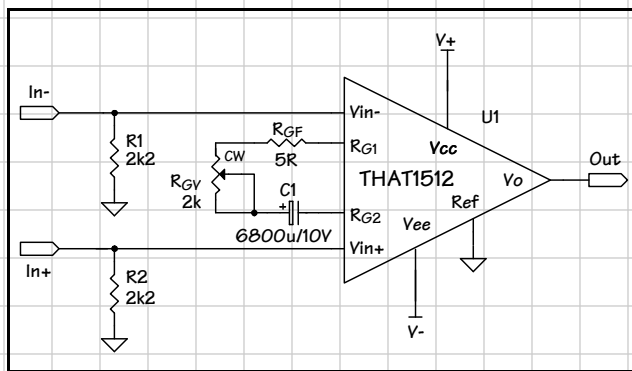 V+
In-
Vin-
U1
R1
2k2
RGF
5R
RG1
Vcc
CW
RGV
2k
C1
+
6800u/10V
THAT1512
Vo
Out
RG2
Vee
Ref
In+
Vin+
R2
2k2
V-